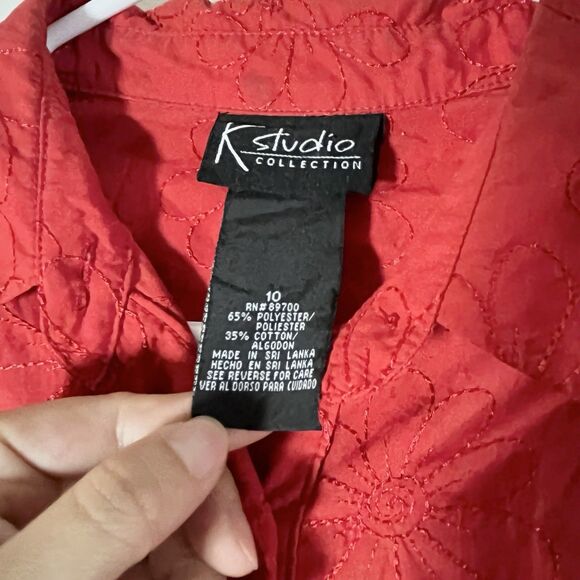 K studio
COLLECTION
10
RN# 89700
65% POLYESTER/
POLIESTER
35% COTTON/
ALGODON
MADE IN SRI LANKA
HECHO EN SRI LANKA
SEE REVERSE FOR CARE
VER AL DORSO PARA CUIDADO